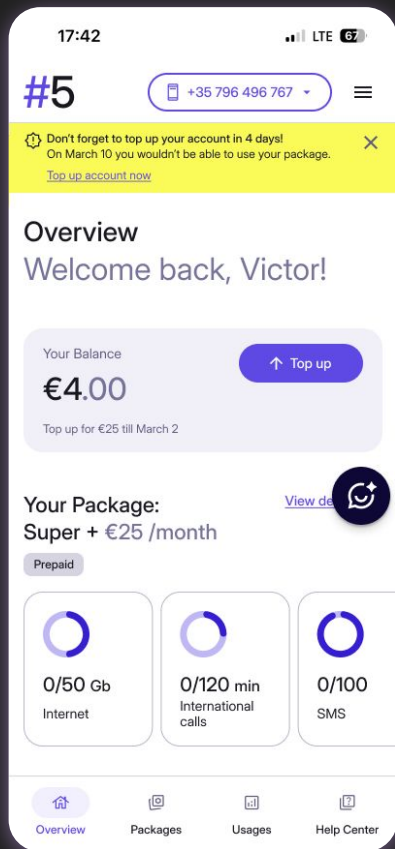 17:42
LTE 67
#5
+35 796 496 767
Don't forget to top up your account in 4 days!
On March 10 you wouldn't be able to use your package.
Top up account now
Overview
Welcome back, Victor!
Your Balance
Top up
€4.00
Top up for €25 till March 2
Your Package:
View de
Super + €25 /month
Prepaid
0/50 Gb
Internet
0/120 min
International
calls
0/100
SMS
Overview
Packages
Usages
Help Center